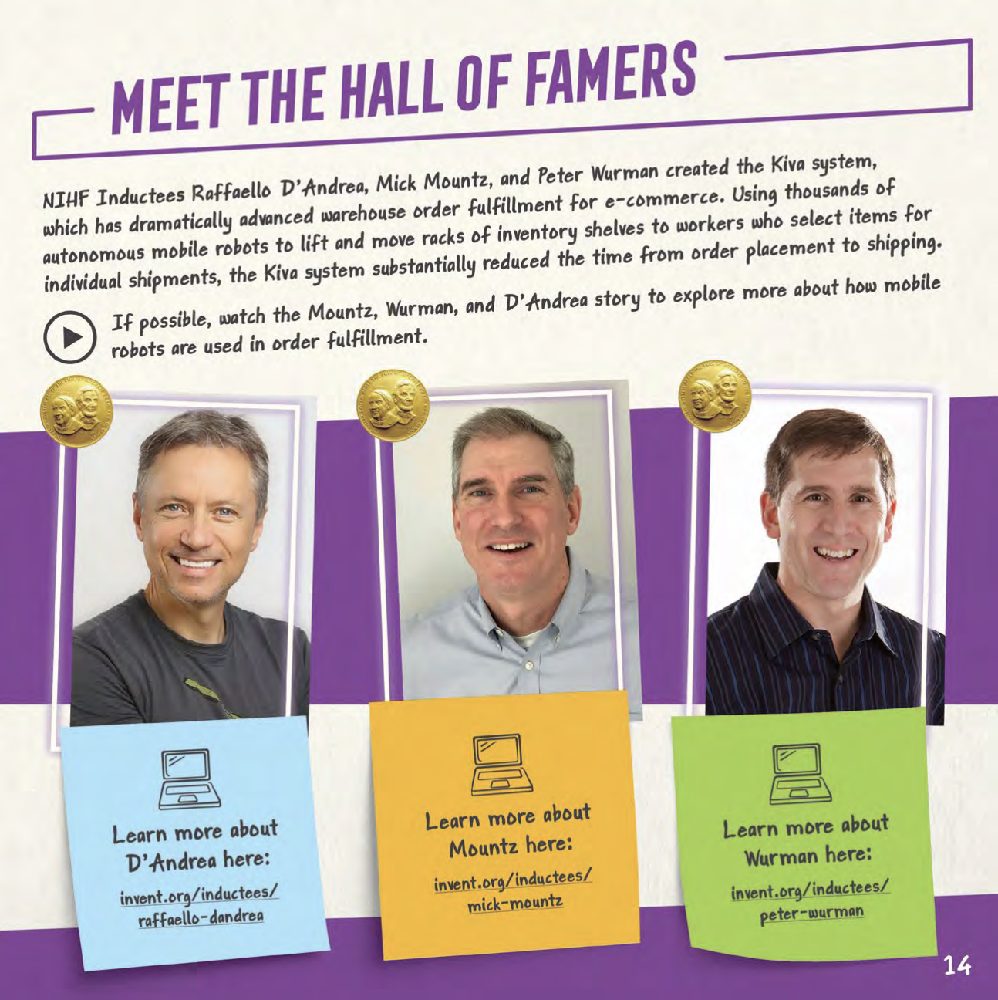 MEET THE HALL OF FAMERS
NIHF Inductees Raffaello D'Andrea, Mick Mountz, and Peter Wurman created the Kiva system,
which has dramatically advanced warehouse order fulfillment for e-commerce. Using thousands of
autonomous mobile robots to lift and move racks of inventory shelves to workers who select items for
individual shipments, the Kiva system substantially reduced the time from order placement to shipping.
If possible, watch the Mountz, Wurman, and D'Andrea story to explore more about how mobile
robots are used in order fulfillment.
Learn more about
D'Andrea here:
invent.org/inductees/
raffaello-dandrea
Learn more about
Mountz here:
invent.org/inductees/
mick-mountz
Learn more about
Wurman here:
invent.org/inductees/
peter-wurman
14